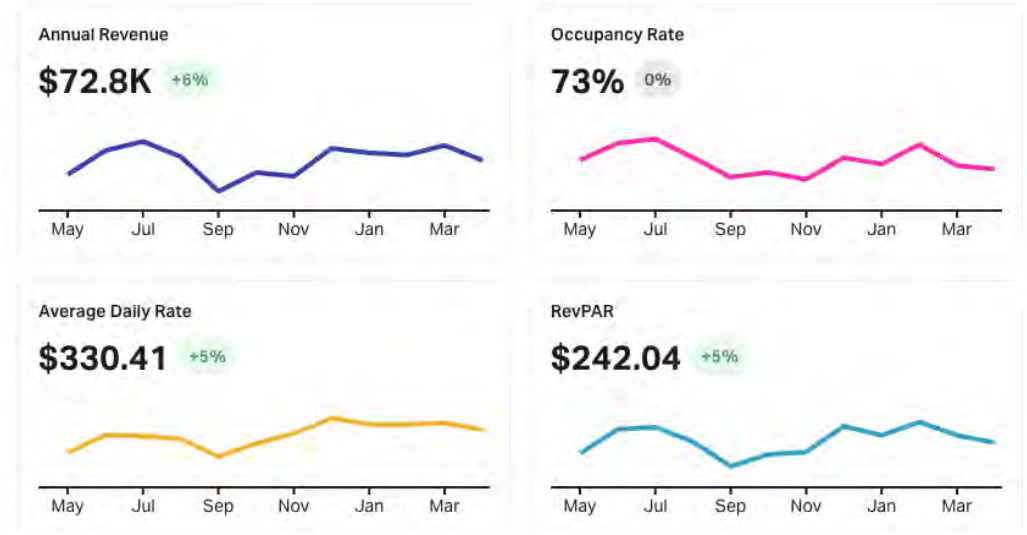 Annual Revenue
$72.8K +6%
May Jul Sep Nov Jan Mar
Occupancy Rate
73% 0%
May Jul Sep Nov Jan Mar
Average Daily Rate
$330.41 +5%
May Jul Sep Nov Jan Mar
RevPAR
$242.04 +5%
May Jul Sep Nov Jan Mar